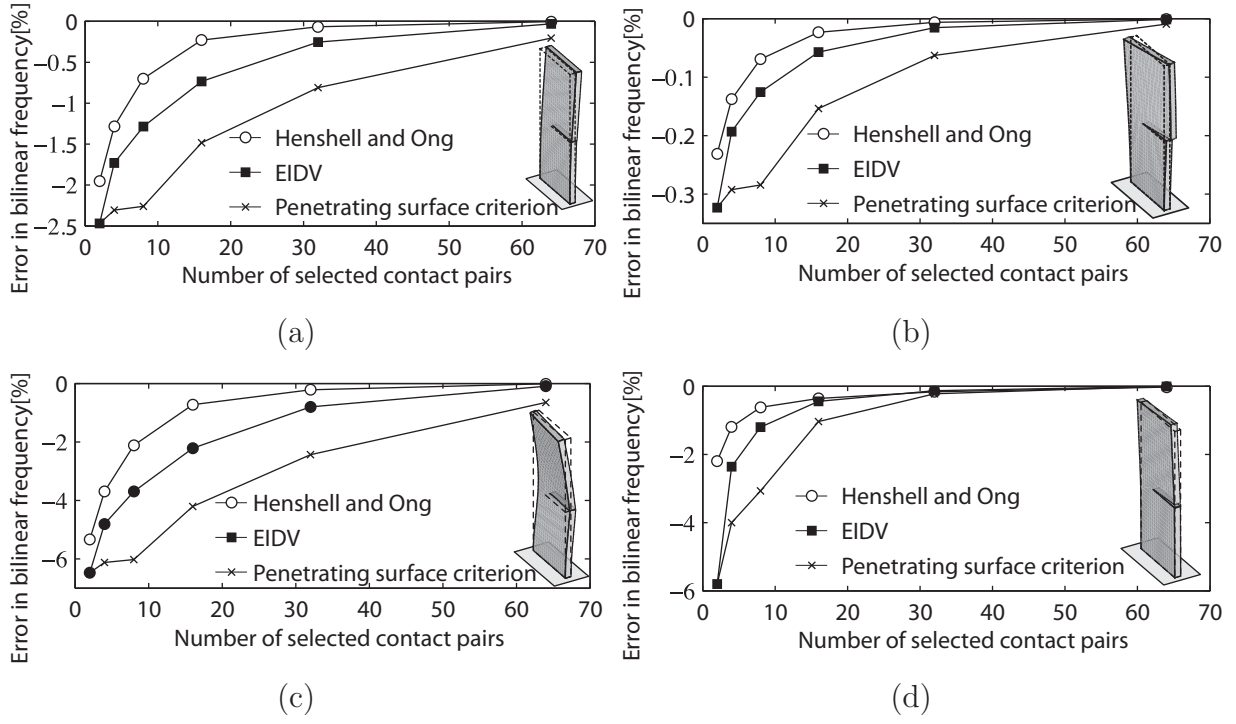 Error in bilinear frequency[%]
0
−0.5
−1
−1.5
−2
−2.5
Henshell and Ong
EIDV
Penetrating surface criterion
0 10 20 30 40 50 60 70
Number of selected contact pairs
(a)
Error in bilinear frequency[%]
0
−0.1
−0.2
−0.3
Henshell and Ong
EIDV
Penetrating surface criterion
0 10 20 30 40 50 60 70
Number of selected contact pairs
(b)
Error in bilinear frequency[%]
0
−2
−4
−6
Henshell and Ong
EIDV
Penetrating surface criterion
0 10 20 30 40 50 60 70
Number of selected contact pairs
(c)
Error in bilinear frequency[%]
0
−2
−4
−6
Henshell and Ong
EIDV
Penetrating surface criterion
0 10 20 30 40 50 60 70
Number of selected contact pairs
(d)